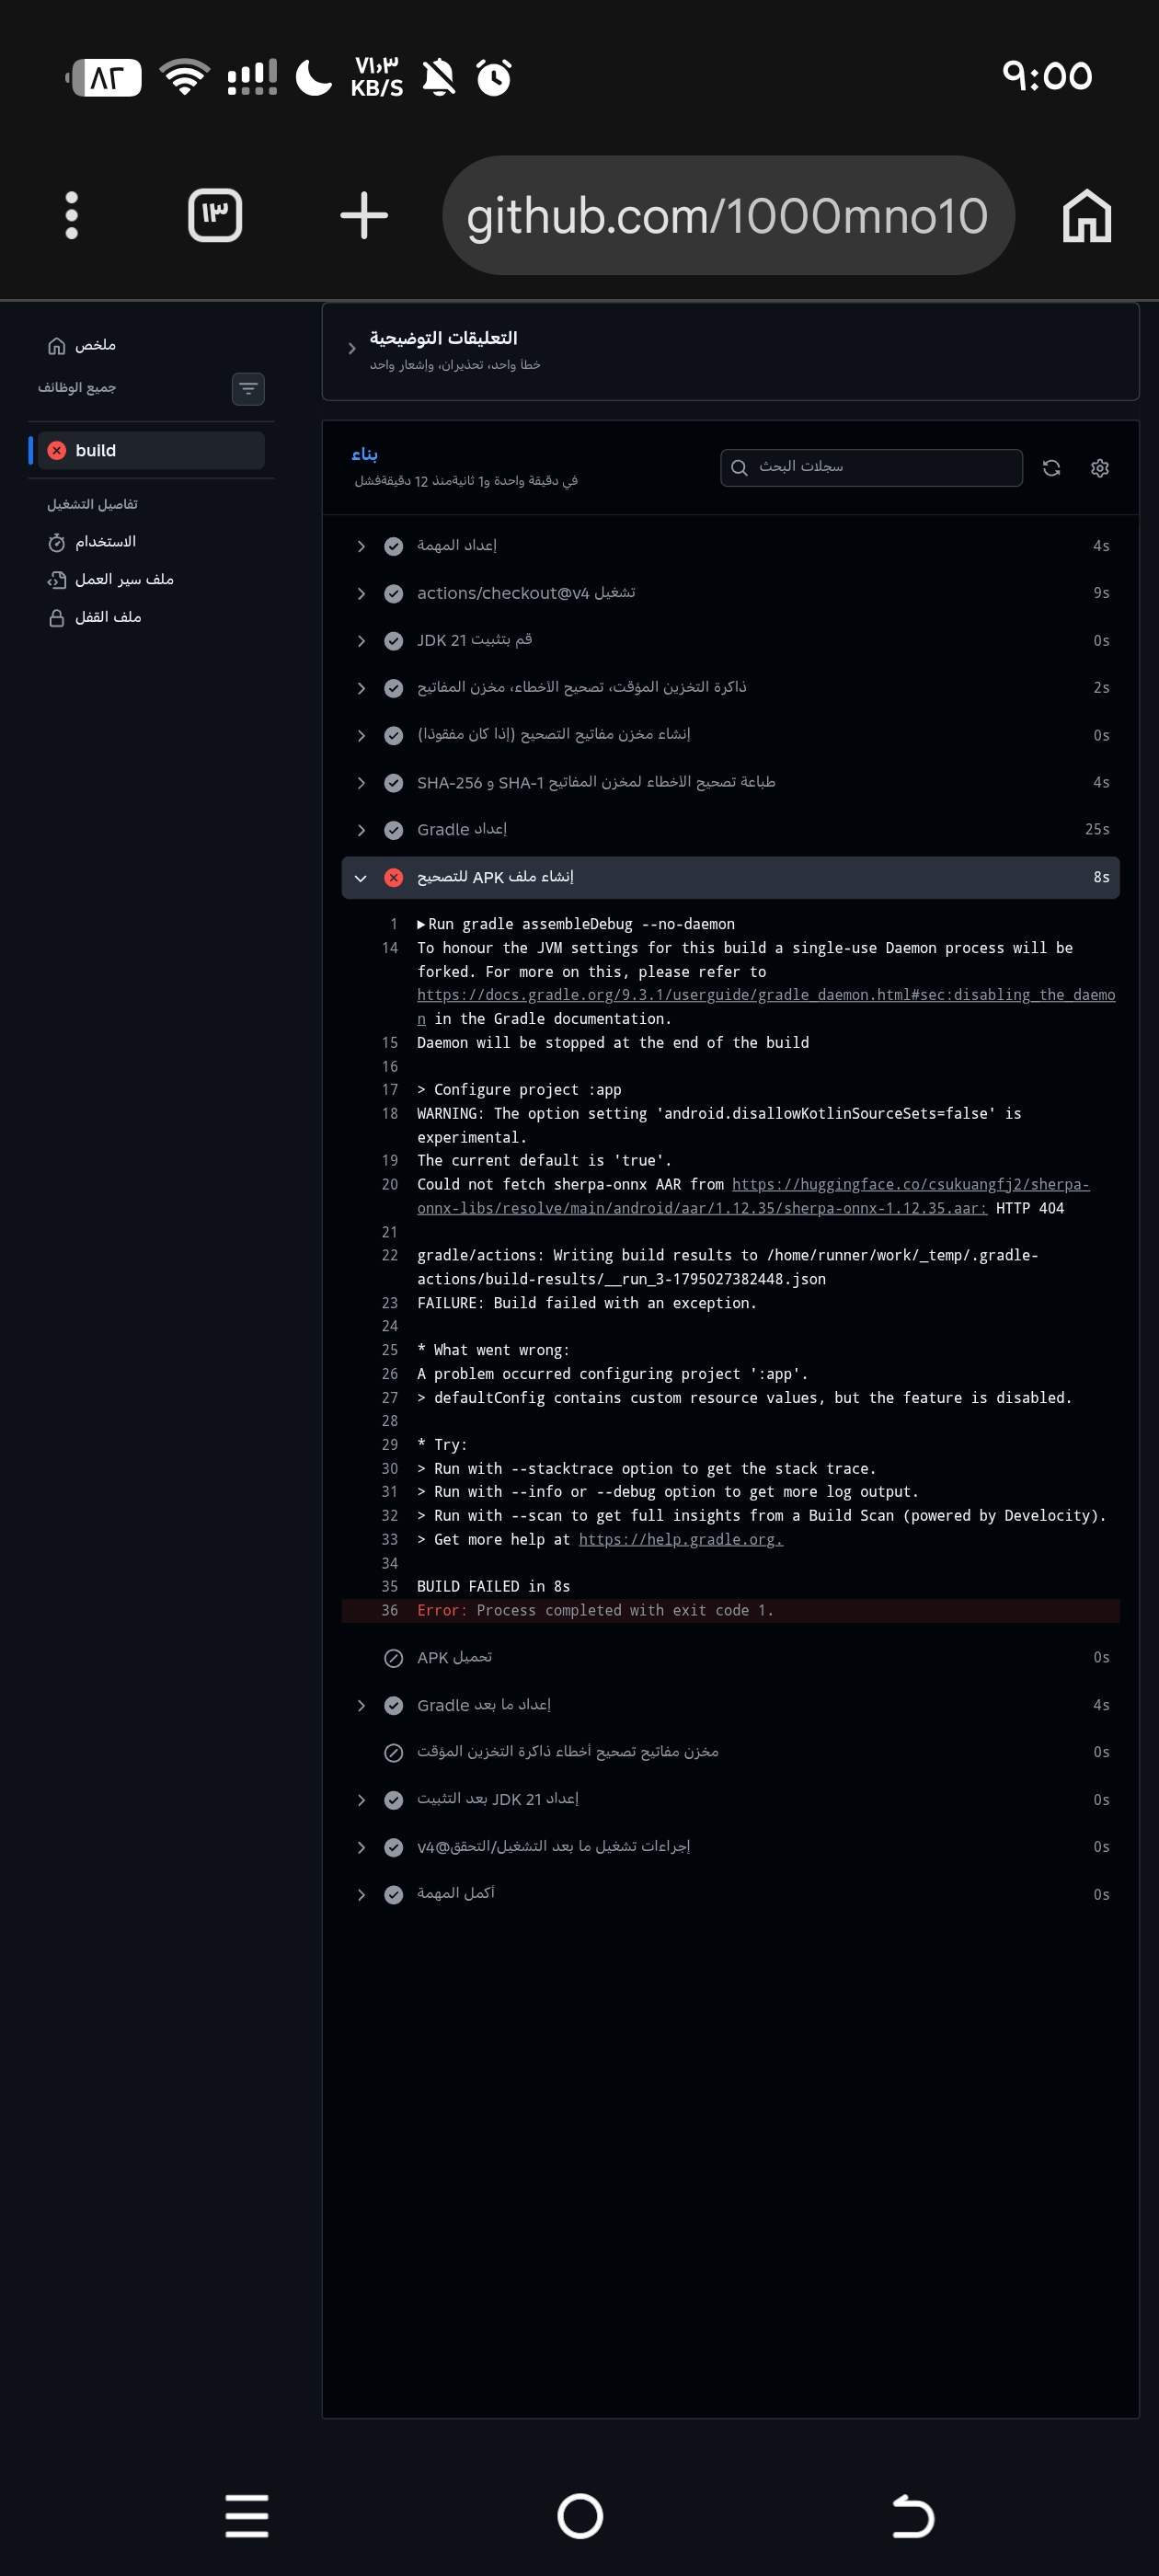 ٨٢
٧١٫٣
KB/S
٩:٠٠
١٣
github.com/1000mno10
ملخص
جميع الوظائف
build
تفاصيل التشغيل
الاستخدام
ملف سير العمل
ملف القفل
التعليقات التوضيحية
خطأ واحد، تحذيران، وإشعار واحد
بناء
في دقيقة واحدة و1 ثانيةمنذ 12 دقيقةفشل
سجلات البحث
إعداد المهمة 4s
تشغيل actions/checkout@v4 9s
قم بتثبيت JDK 21 0s
ذاكرة التخزين المؤقت، تصحيح الأخطاء، مخزن المفاتيح 2s
إنشاء مخزن مفاتيح التصحيح (إذا كان مفقودًا) 0s
طباعة تصحيح الأخطاء لمخزن المفاتيح SHA-1 و SHA-256 4s
إعداد Gradle 25s
إنشاء ملف APK للتصحيح 8s
1 Run gradle assembleDebug --no-daemon
14 To honour the JVM settings for this build a single-use Daemon process will be
forked. For more on this, please refer to
https://docs.gradle.org/9.3.1/userguide/gradle_daemon.html#sec:disabling_the_daemo
n in the Gradle documentation.
15 Daemon will be stopped at the end of the build
16
17 > Configure project :app
18 WARNING: The option setting 'android.disallowKotlinSourceSets=false' is
experimental.
19 The current default is 'true'.
20 Could not fetch sherpa-onnx AAR from https://huggingface.co/csukuangfj2/sherpa-
onnx-libs/resolve/main/android/aar/1.12.35/sherpa-onnx-1.12.35.aar: HTTP 404
21
22 gradle/actions: Writing build results to /home/runner/work/_temp/.gradle-
actions/build-results/__run_3-1795027382448.json
23 FAILURE: Build failed with an exception.
24
25 * What went wrong:
26 A problem occurred configuring project ':app'.
27 > defaultConfig contains custom resource values, but the feature is disabled.
28
29 * Try:
30 > Run with --stacktrace option to get the stack trace.
31 > Run with --info or --debug option to get more log output.
32 > Run with --scan to get full insights from a Build Scan (powered by Develocity).
33 > Get more help at https://help.gradle.org.
34
35 BUILD FAILED in 8s
36 Error: Process completed with exit code 1.
تحميل APK 0s
إعداد ما بعد Gradle 4s
مخزن مفاتيح تصحيح أخطاء ذاكرة التخزين المؤقت 0s
إعداد JDK 21 بعد التثبيت 0s
إجراءات تشغيل ما بعد التشغيل/التحقق@v4 0s
أكمل المهمة 0s